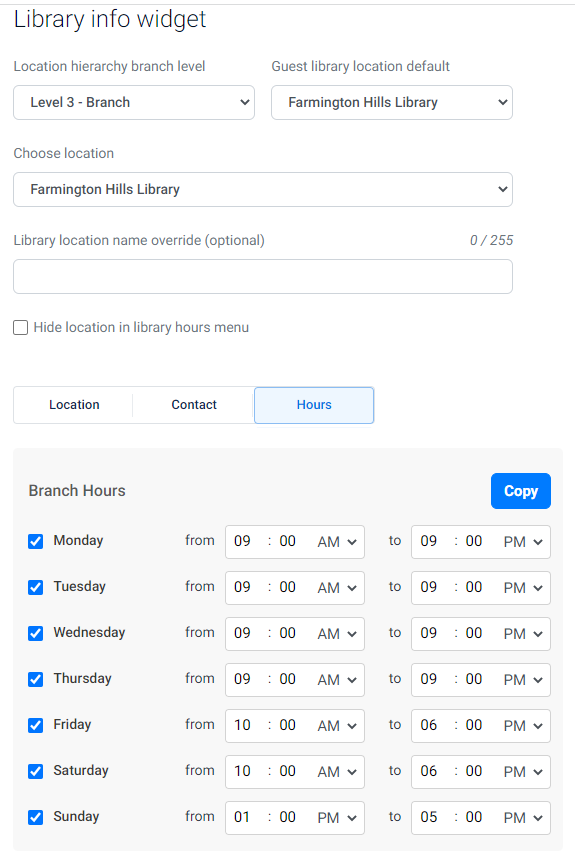 Library info widget
Location hierarchy branch level Guest library location default
Level 3 - Branch Farmington Hills Library
Choose location
Farmington Hills Library
Library location name override (optional) 0 / 255
Hide location in library hours menu
Location Contact Hours
Branch Hours Copy
Monday from 09 : 00 AM to 09 : 00 PM
Tuesday from 09 : 00 AM to 09 : 00 PM
Wednesday from 09 : 00 AM to 09 : 00 PM
Thursday from 09 : 00 AM to 09 : 00 PM
Friday from 10 : 00 AM to 06 : 00 PM
Saturday from 10 : 00 AM to 06 : 00 PM
Sunday from 01 : 00 PM to 05 : 00 PM